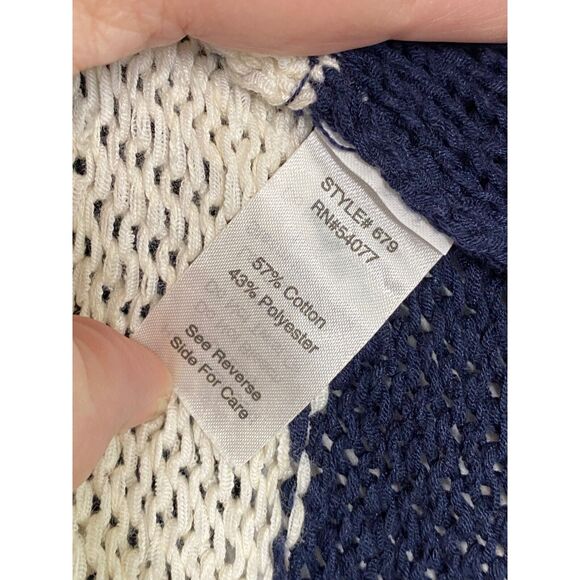 STYLE# 679
RN#54077
57% Cotton
43% Polyester
See Reverse
Side For Care